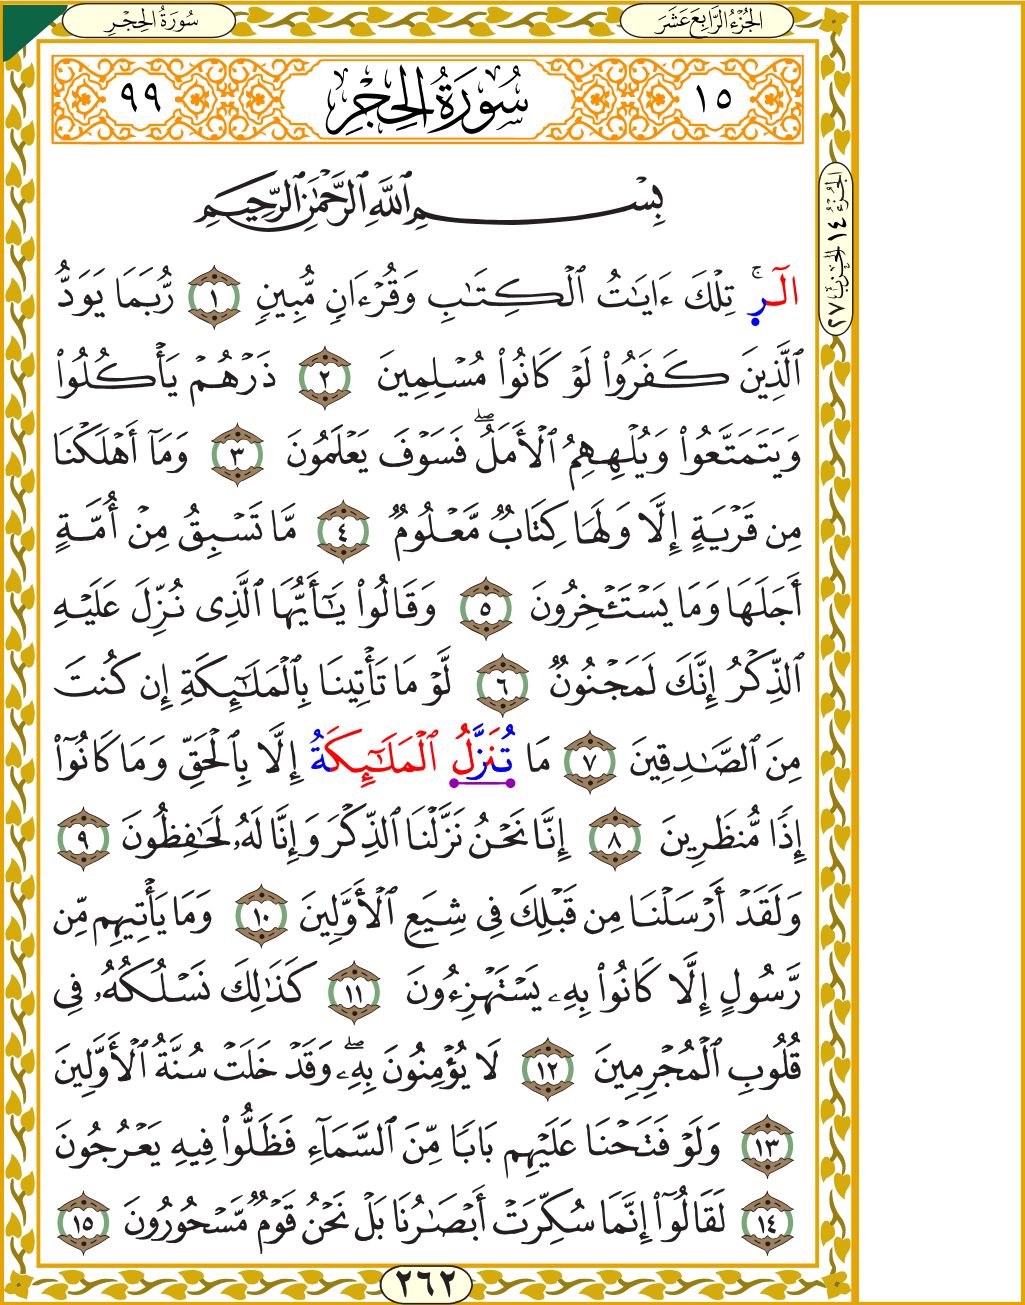 سُورَةُ الحِجْرِ
الجُزْءُ الرَّابِعَ عَشَرَ
١٥ سُورَةُ الحِجْرِ ٩٩
الجُزْءُ ١٤ الحِزْبُ ٢٧
بِسْمِ ٱللَّهِ ٱلرَّحْمَٰنِ ٱلرَّحِيمِ
الٓرۚ تِلْكَ ءَايَٰتُ ٱلْكِتَٰبِ وَقُرْءَانٍ مُّبِينٍ ١ رُّبَمَا يَوَدُّ
ٱلَّذِينَ كَفَرُوا۟ لَوْ كَانُوا۟ مُسْلِمِينَ ٢ ذَرْهُمْ يَأْكُلُوا۟
وَيَتَمَتَّعُوا۟ وَيُلْهِهِمُ ٱلْأَمَلُۖ فَسَوْفَ يَعْلَمُونَ ٣ وَمَآ أَهْلَكْنَا
مِن قَرْيَةٍ إِلَّا وَلَهَا كِتَابٌ مَّعْلُومٌ ٤ مَّا تَسْبِقُ مِنْ أُمَّةٍ
أَجَلَهَا وَمَا يَسْتَـْٔخِرُونَ ٥ وَقَالُوا۟ يَٰٓأَيُّهَا ٱلَّذِى نُزِّلَ عَلَيْهِ
ٱلذِّكْرُ إِنَّكَ لَمَجْنُونٌ ٦ لَّوْ مَا تَأْتِينَا بِٱلْمَلَٰٓئِكَةِ إِن كُنتَ
مِنَ ٱلصَّٰدِقِينَ ٧ مَا تُنَزَّلُ ٱلْمَلَٰٓئِكَةُ إِلَّا بِٱلْحَقِّ وَمَا كَانُوٓا۟
إِذًا مُّنظَرِينَ ٨ إِنَّا نَحْنُ نَزَّلْنَا ٱلذِّكْرَ وَإِنَّا لَهُۥ لَحَٰفِظُونَ ٩
وَلَقَدْ أَرْسَلْنَا مِن قَبْلِكَ فِى شِيَعِ ٱلْأَوَّلِينَ ١٠ وَمَا يَأْتِيهِم مِّن
رَّسُولٍ إِلَّا كَانُوا۟ بِهِۦ يَسْتَهْزِءُونَ ١١ كَذَٰلِكَ نَسْلُكُهُۥ فِى
قُلُوبِ ٱلْمُجْرِمِينَ ١٢ لَا يُؤْمِنُونَ بِهِۦۖ وَقَدْ خَلَتْ سُنَّةُ ٱلْأَوَّلِينَ
١٣ وَلَوْ فَتَحْنَا عَلَيْهِم بَابًا مِّنَ ٱلسَّمَآءِ فَظَلُّوا۟ فِيهِ يَعْرُجُونَ
١٤ لَقَالُوٓا۟ إِنَّمَا سُكِّرَتْ أَبْصَٰرُنَا بَلْ نَحْنُ قَوْمٌ مَّسْحُورُونَ ١٥
٢٦٢